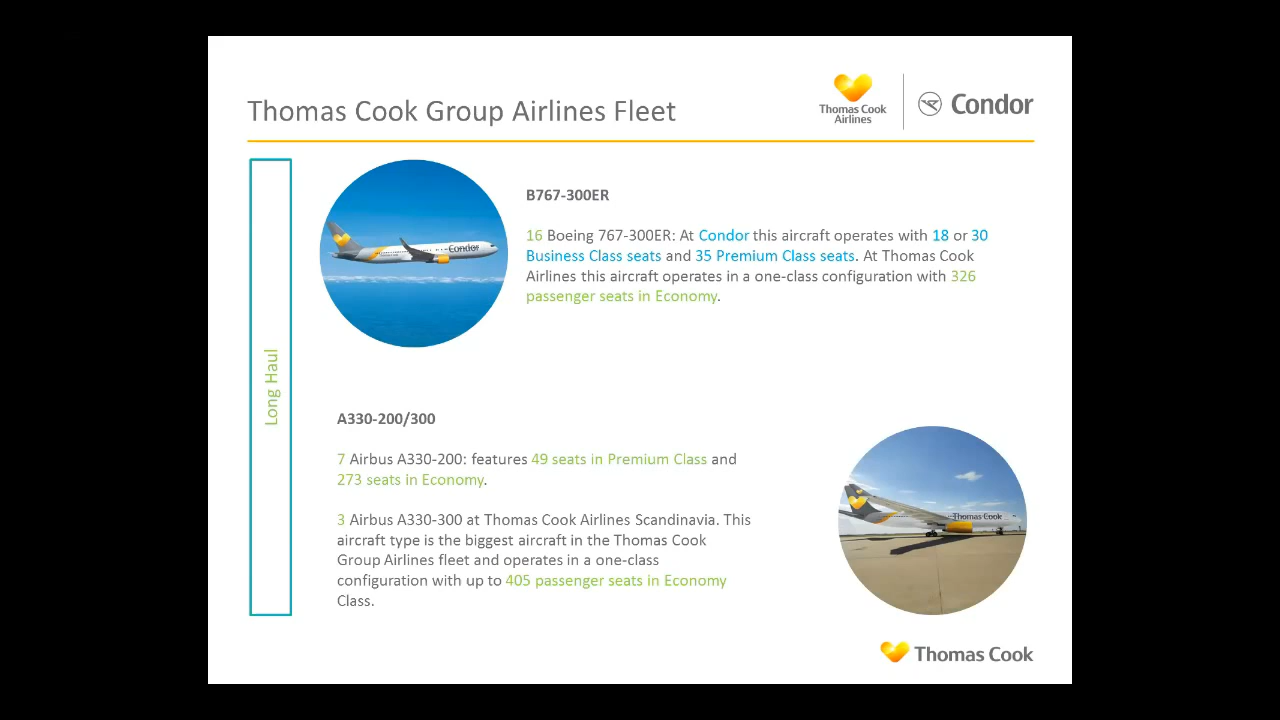 Thomas Cook Group Airlines Fleet
Thomas Cook
Airlines
Condor
Long Haul
Condor
B767-300ER
16 Boeing 767-300ER: At Condor this aircraft operates with 18 or 30
Business Class seats and 35 Premium Class seats. At Thomas Cook
Airlines this aircraft operates in a one-class configuration with 326
passenger seats in Economy.
A330-200/300
7 Airbus A330-200: features 49 seats in Premium Class and
273 seats in Economy.
3 Airbus A330-300 at Thomas Cook Airlines Scandinavia. This
aircraft type is the biggest aircraft in the Thomas Cook
Group Airlines fleet and operates in a one-class
configuration with up to 405 passenger seats in Economy
Class.
Thomas Cook
Thomas Cook